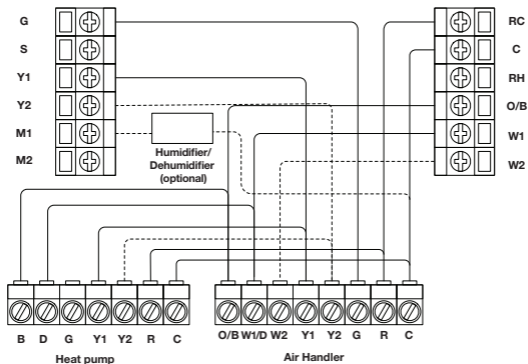 G
S
Y1
Y2
M1
M2
RC
C
RH
O/B
W1
W2
Humidifier/
Dehumidifier
(optional)
B D G Y1 Y2 R C
O/B W1/D W2 Y1 Y2 G R C
Heat pump
Air Handler